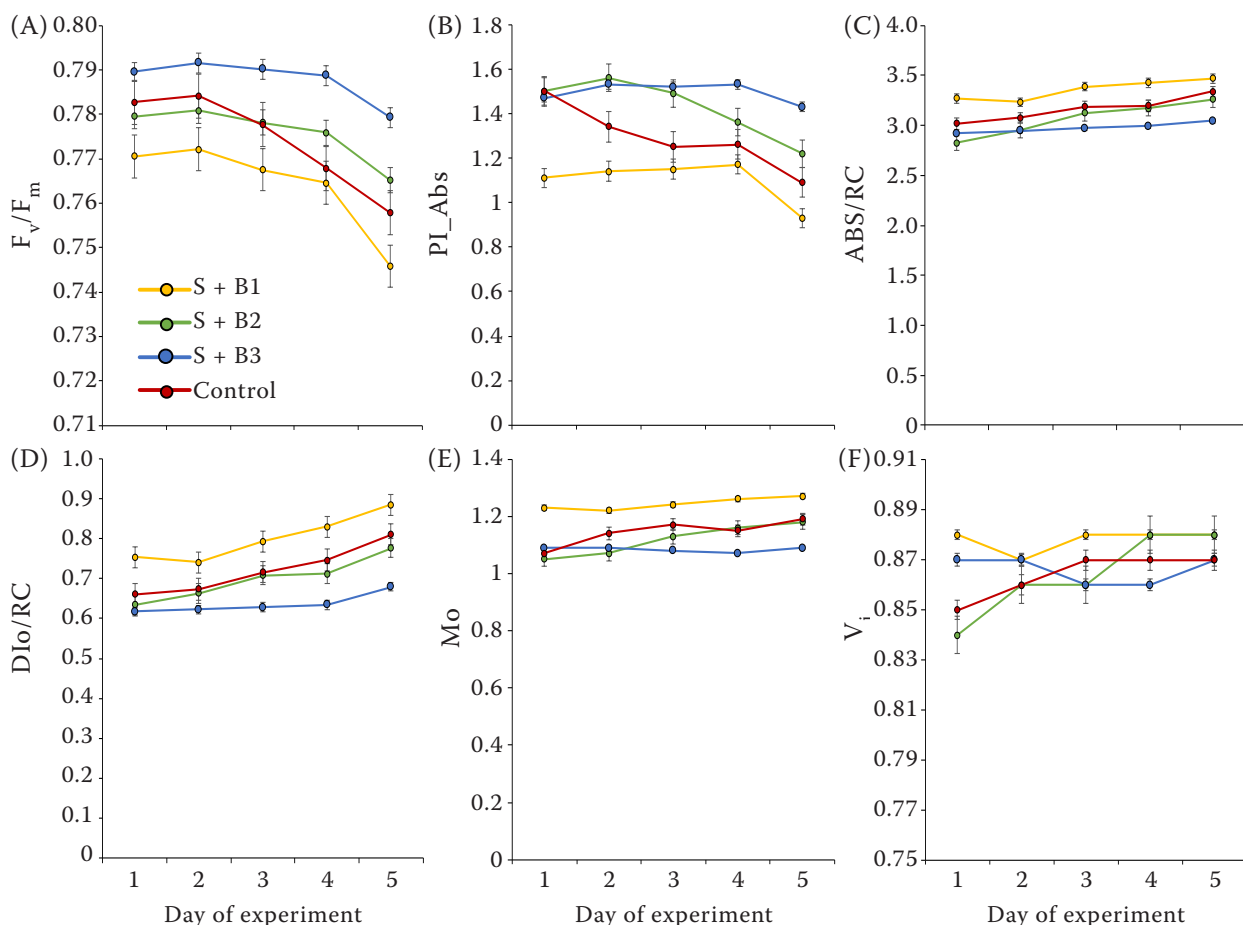 (A)
0.80
0.79
0.78
0.77
0.76
0.75
0.74
0.73
0.72
0.71
Fv/Fm
S + B1
S + B2
S + B3
Control
(B)
1.8
1.6
1.4
1.2
1
0.8
0.6
0.4
0.2
0
PI_Abs
(C)
4.0
3.5
3.0
2.5
2.0
1.5
1.0
0.5
0
ABS/RC
(D)
1.0
0.9
0.8
0.7
0.6
0.5
0.4
0.3
0.2
0.1
0
DIo/RC
1 2 3 4 5
Day of experiment
(E)
1.4
1.2
1
0.8
0.6
0.4
0.2
0
Mo
1 2 3 4 5
Day of experiment
(F)
0.91
0.89
0.87
0.85
0.83
0.81
0.79
0.77
0.75
Vi
1 2 3 4 5
Day of experiment